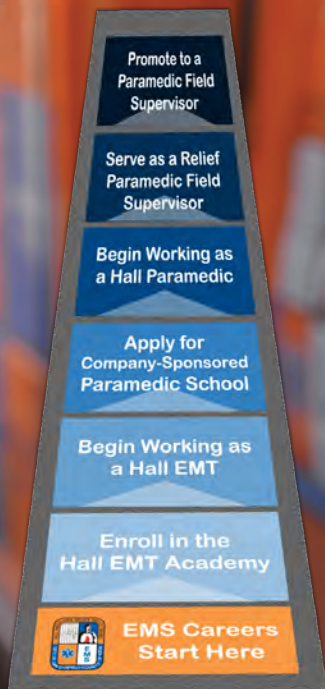 Promote to a
Paramedic Field
Supervisor
Serve as a Relief
Paramedic Field
Supervisor
Begin Working as
a Hall Paramedic
Apply for
Company-Sponsored
Paramedic School
Begin Working as
a Hall EMT
Enroll in the
Hall EMT Academy
EMS Careers
Start Here
EMS